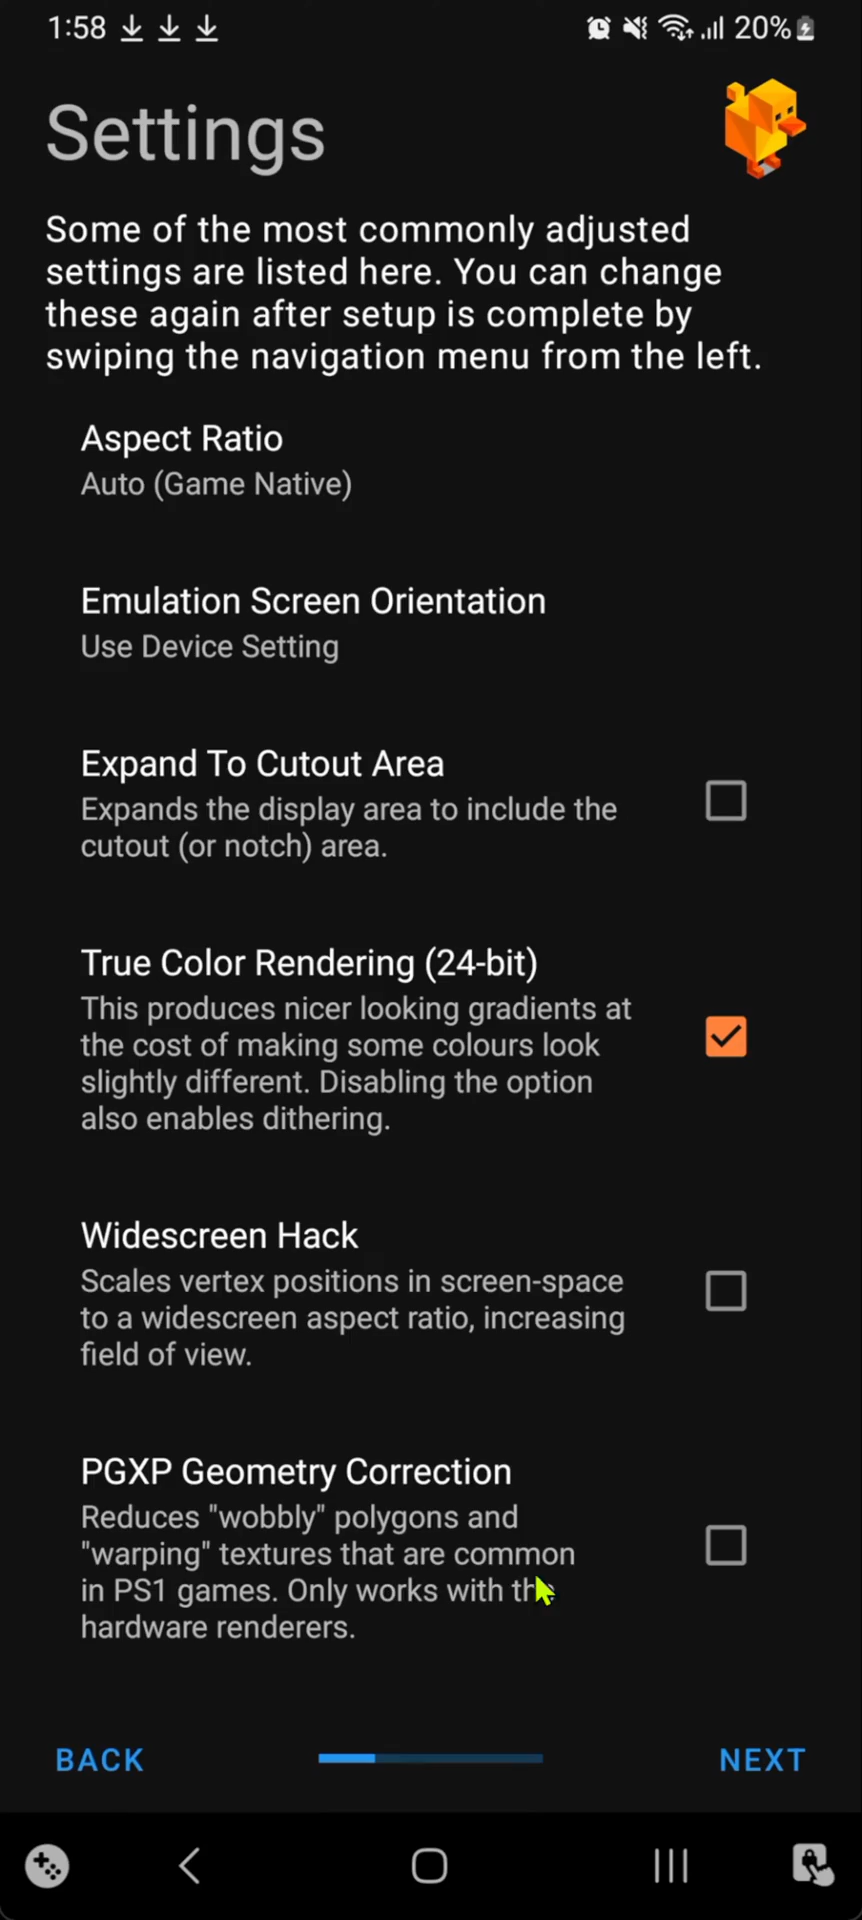 1:58
20%
Settings
Some of the most commonly adjusted
settings are listed here. You can change
these again after setup is complete by
swiping the navigation menu from the left.
Aspect Ratio
Auto (Game Native)
Emulation Screen Orientation
Use Device Setting
Expand To Cutout Area
Expands the display area to include the
cutout (or notch) area.
True Color Rendering (24-bit)
This produces nicer looking gradients at
the cost of making some colours look
slightly different. Disabling the option
also enables dithering.
Widescreen Hack
Scales vertex positions in screen-space
to a widescreen aspect ratio, increasing
field of view.
PGXP Geometry Correction
Reduces "wobbly" polygons and
"warping" textures that are common
in PS1 games. Only works with the
hardware renderers.
BACK
NEXT